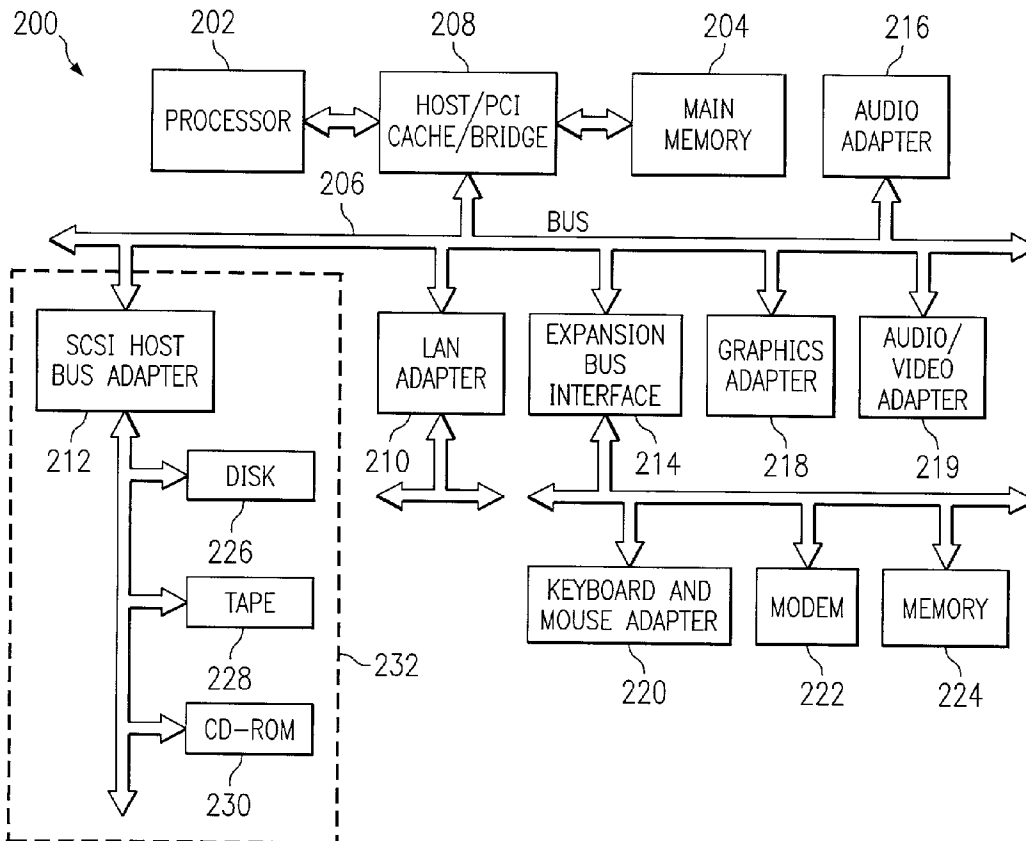 200
202
208
204
216
PROCESSOR
HOST/PCI
CACHE/BRIDGE
MAIN
MEMORY
AUDIO
ADAPTER
206
BUS
SCSI HOST
BUS ADAPTER
LAN
ADAPTER
EXPANSION
BUS
INTERFACE
GRAPHICS
ADAPTER
AUDIO/
VIDEO
ADAPTER
212
210
214
218
219
DISK
226
TAPE
228
232
CD-ROM
230
KEYBOARD AND
MOUSE ADAPTER
MODEM
MEMORY
220
222
224